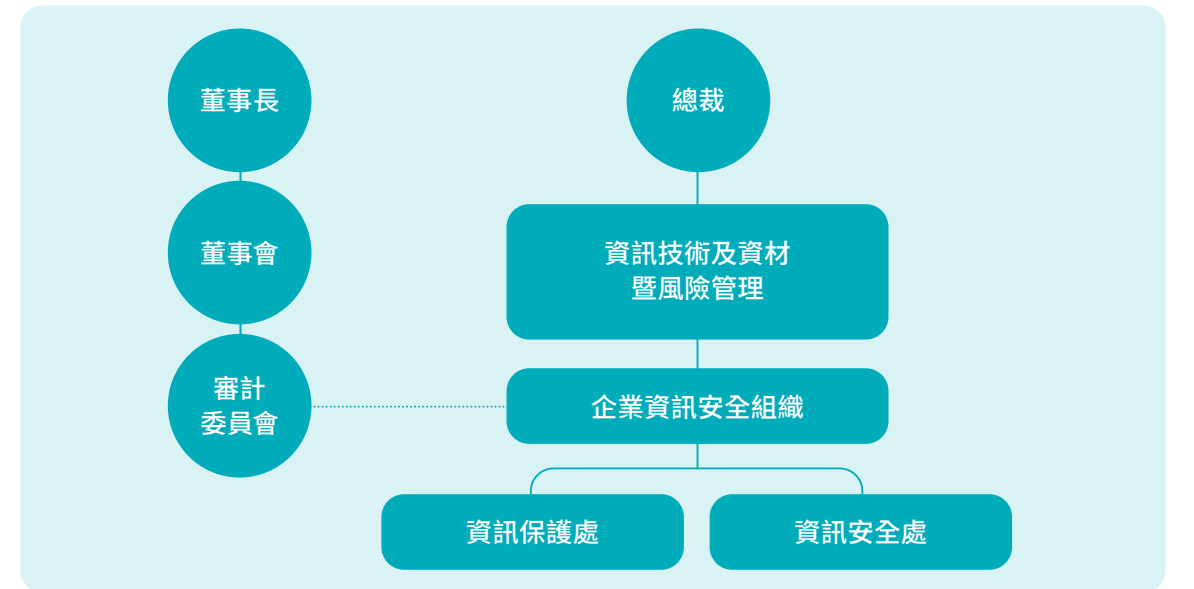 董事長
總裁
董事會
資訊技術及資材
暨風險管理
審計
委員會
企業資訊安全組織
資訊保護處
資訊安全處